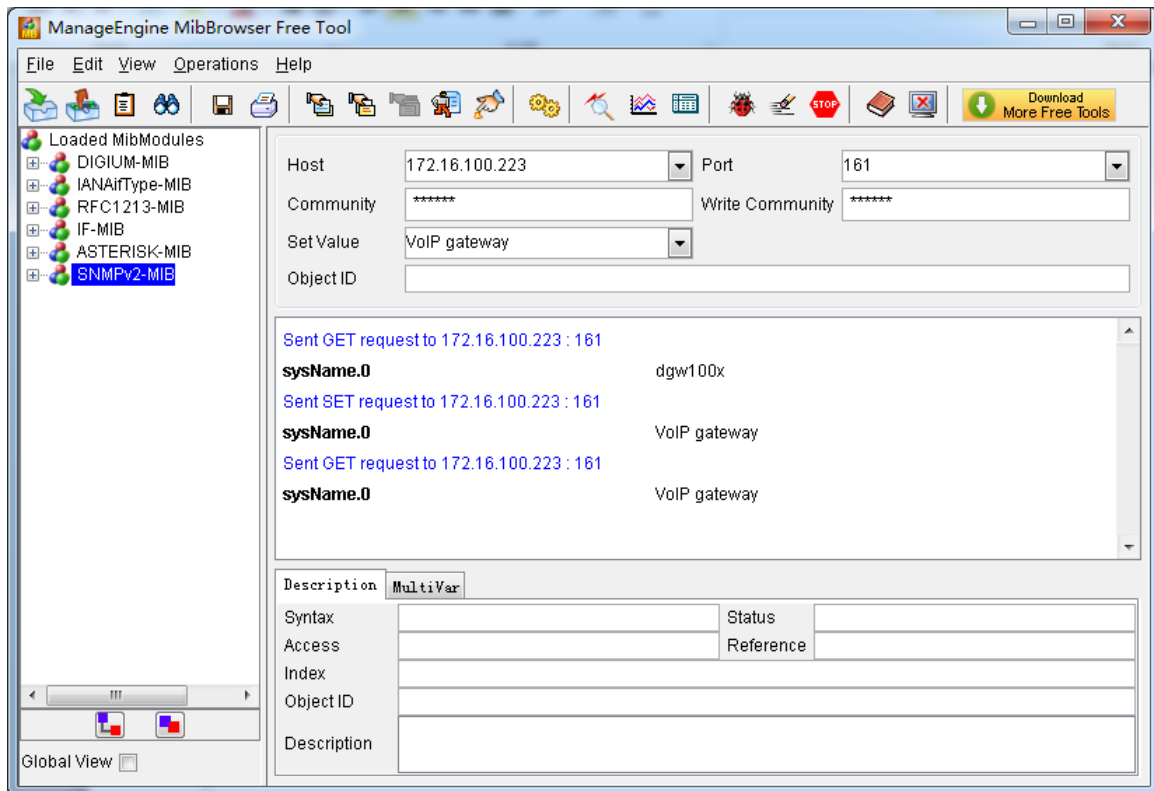 ManageEngine MibBrowser Free Tool
File Edit View Operations Help
STOP
Download
More Free Tools
Loaded MibModules
DIGIUM-MIB
IANAifType-MIB
RFC1213-MIB
IF-MIB
ASTERISK-MIB
SNMPv2-MIB
Host 172.16.100.223 Port 161
Community ****** Write Community ******
Set Value VoIP gateway
Object ID
Sent GET request to 172.16.100.223 : 161
sysName.0 dgw100x
Sent SET request to 172.16.100.223 : 161
sysName.0 VoIP gateway
Sent GET request to 172.16.100.223 : 161
sysName.0 VoIP gateway
Description MultiVar
Syntax Status
Access Reference
Index
Object ID
Description
Global View